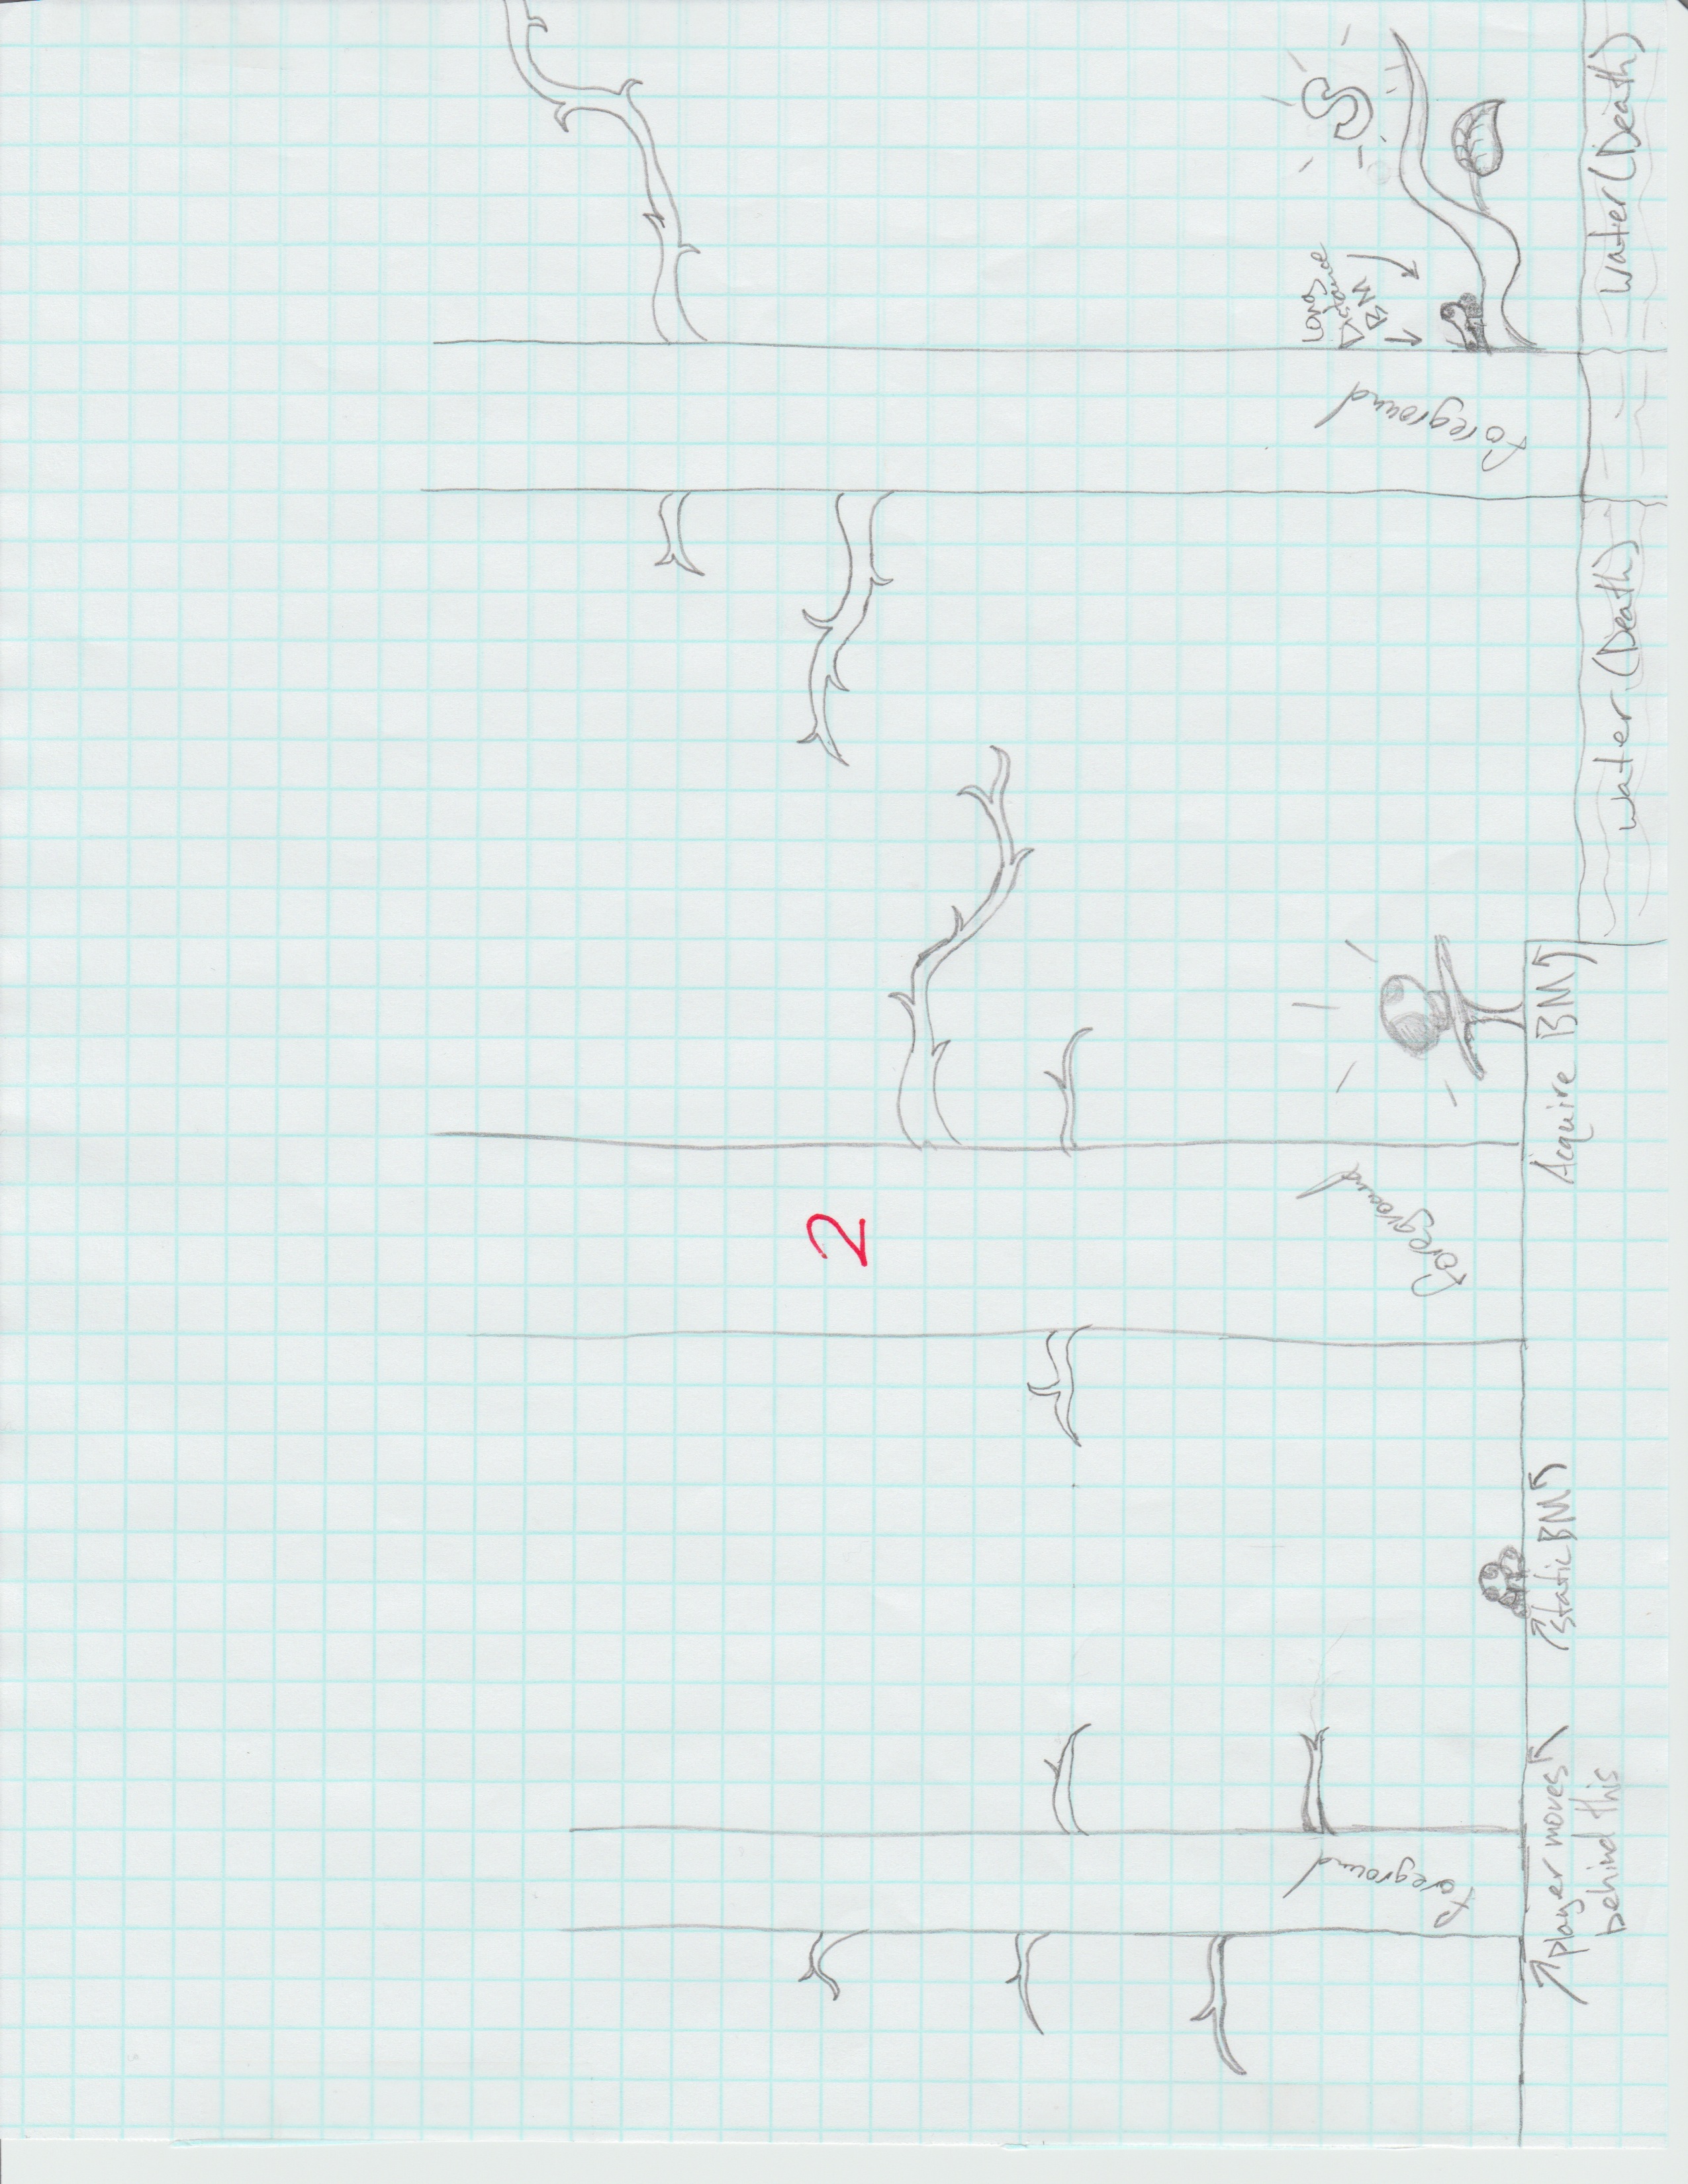 2
Foreground
player moves
behind this
Static BM
Foreground
Acquire BM
water (Death)
Foreground
Long
Distance
BM
S
Water (Death)